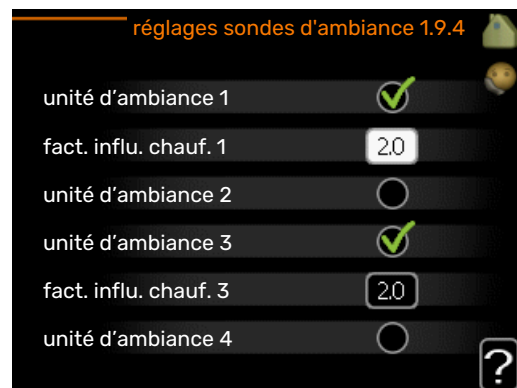 réglages sondes d'ambiance 1.9.4
unité d’ambiance 1
fact. influ. chauf. 1 2.0
unité d’ambiance 2
unité d’ambiance 3
fact. influ. chauf. 3 2.0
unité d’ambiance 4
?